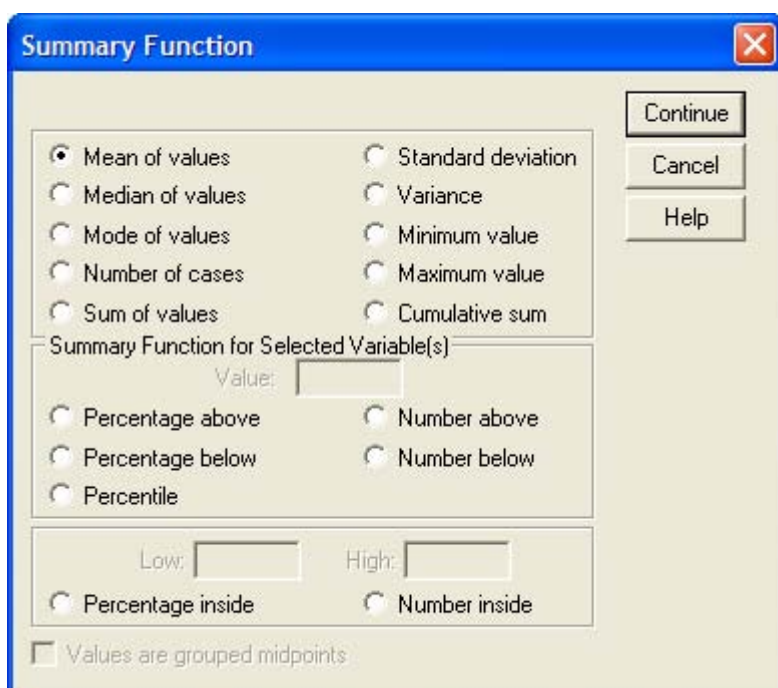 Summary Function
Continue
Mean of values Standard deviation
Cancel
Median of values Variance
Help
Mode of values Minimum value
Number of cases Maximum value
Sum of values Cumulative sum
Summary Function for Selected Variable(s)
Value:
Percentage above Number above
Percentage below Number below
Percentile
Low: High:
Percentage inside Number inside
Values are grouped midpoints